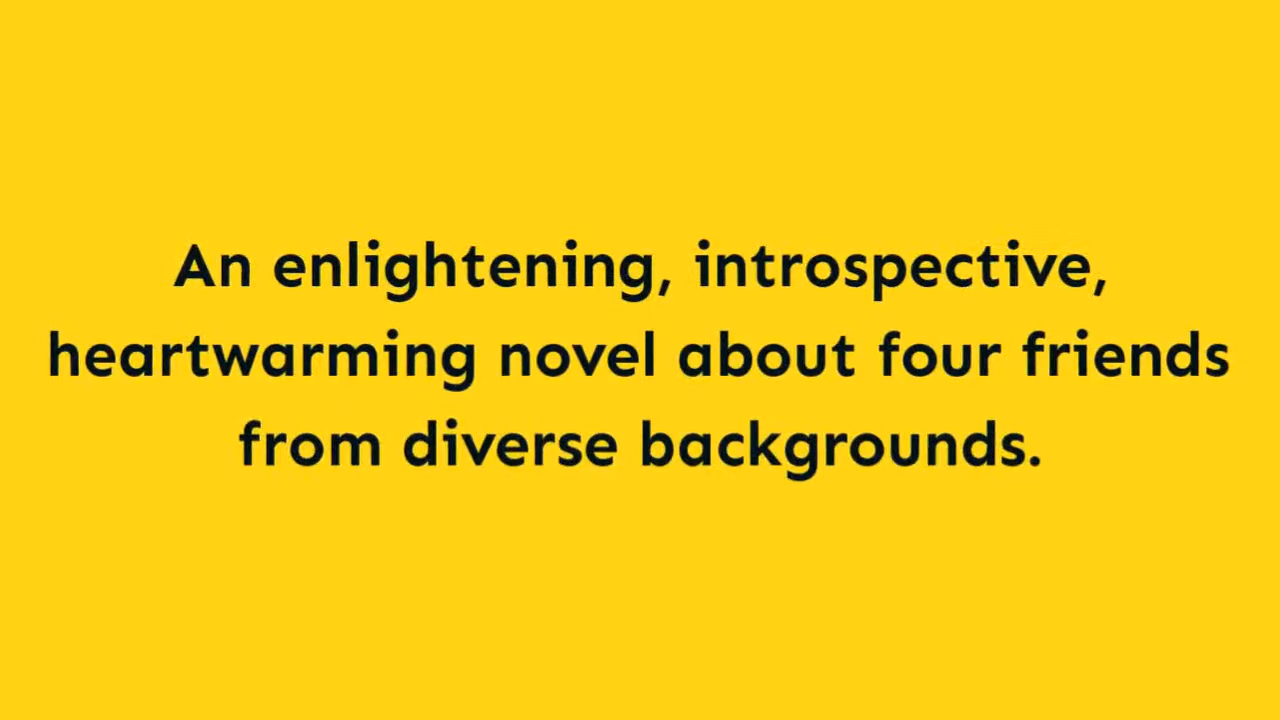 An enlightening, introspective,
heartwarming novel about four friends
from diverse backgrounds.